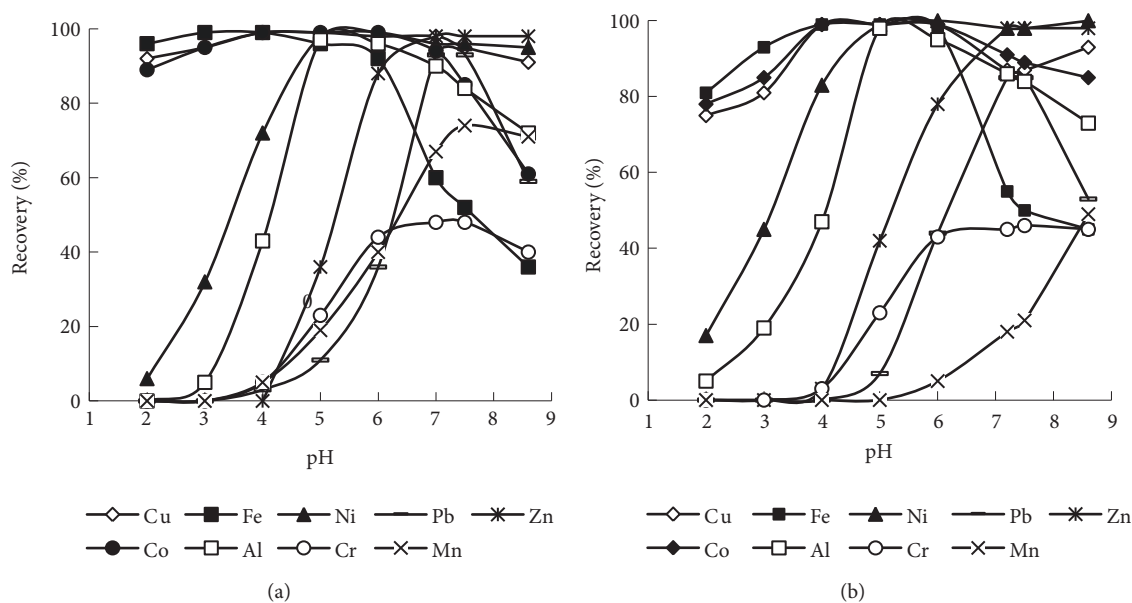 100
80
60
40
20
0
Recovery (%)
θ
1 2 3 4 5 6 7 8 9
pH
Cu Fe Ni Pb Zn
Co Al Cr Mn
(a)
100
80
60
40
20
0
Recovery (%)
1 2 3 4 5 6 7 8 9
pH
Cu Fe Ni Pb Zn
Co Al Cr Mn
(b)